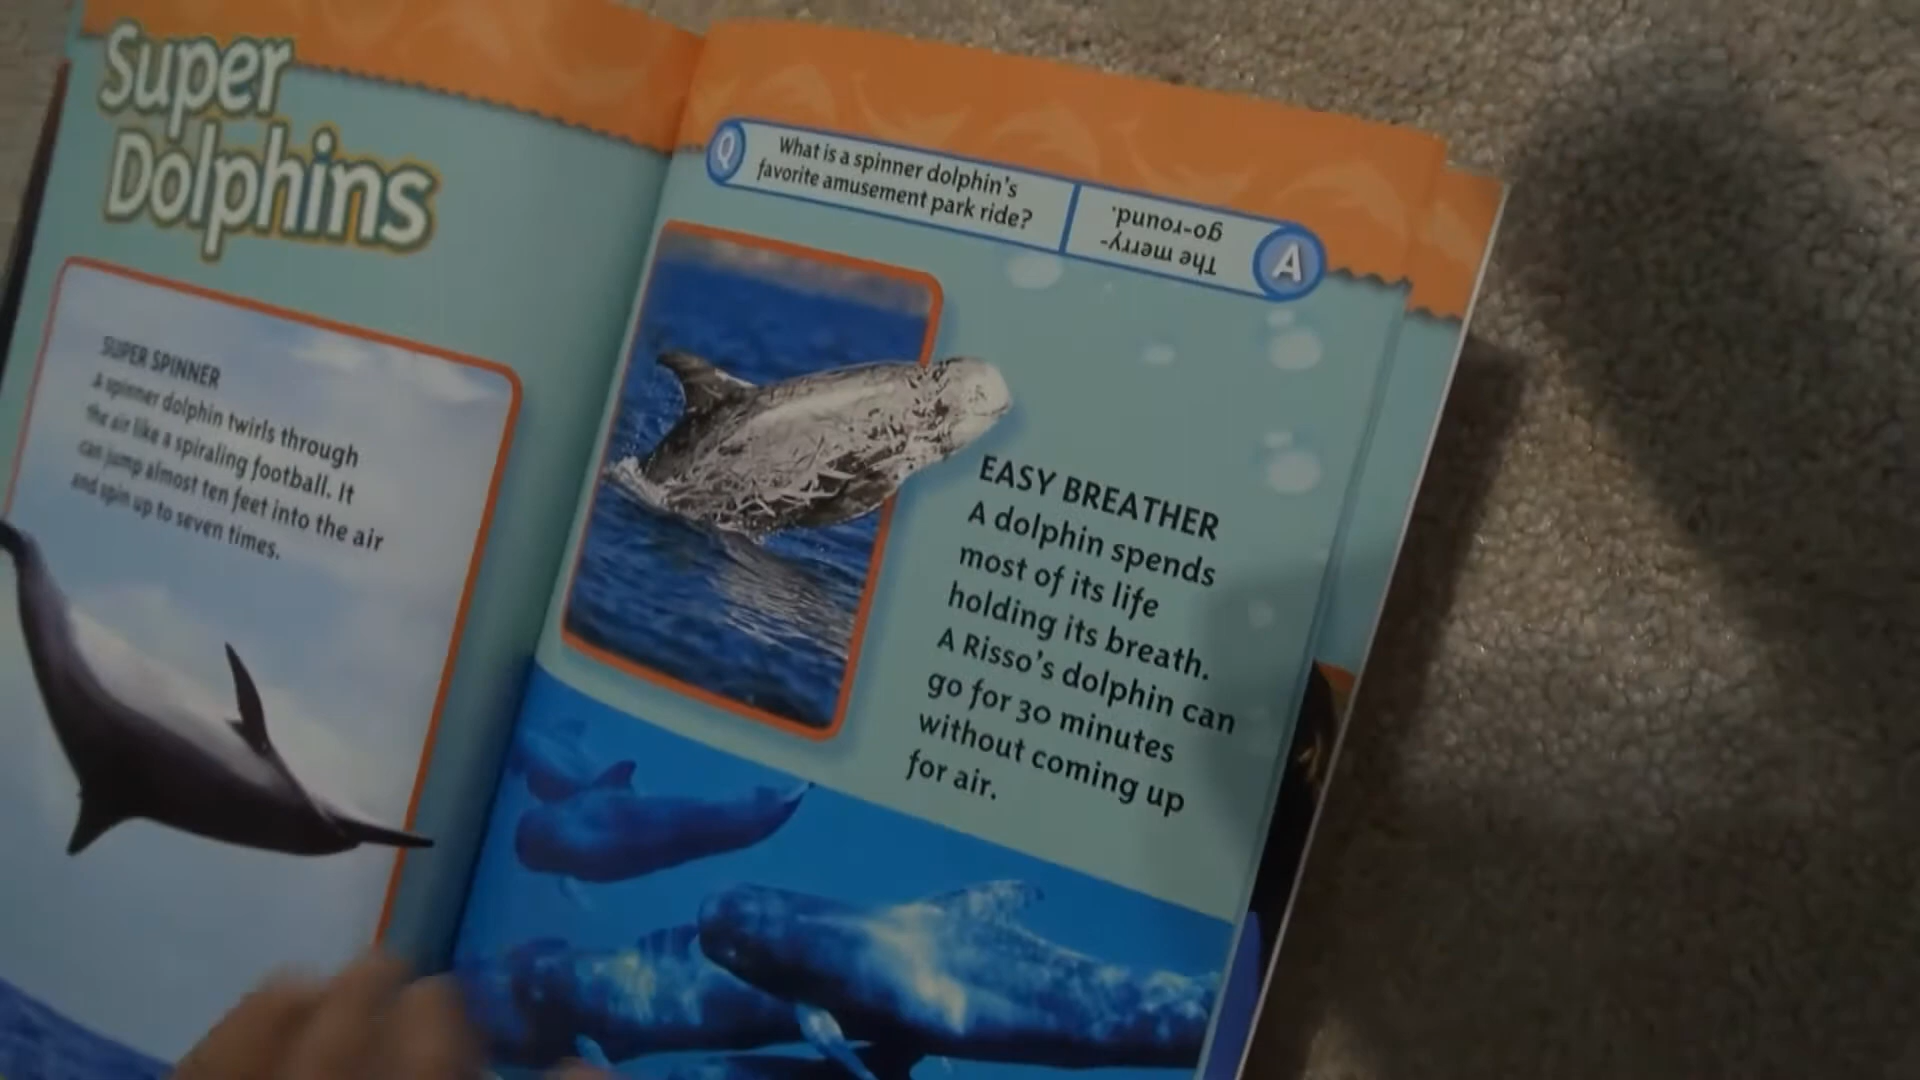 Super
Dolphins
SUPER SPINNER
A spinner dolphin twirls through
the air like a spiraling football. It
can jump almost ten feet into the air
and spin up to seven times.
Q
What is a spinner dolphin's
favorite amusement park ride?
The merry-
go-round.
A
EASY BREATHER
A dolphin spends
most of its life
holding its breath.
A Risso's dolphin can
go for 30 minutes
without coming up
for air.